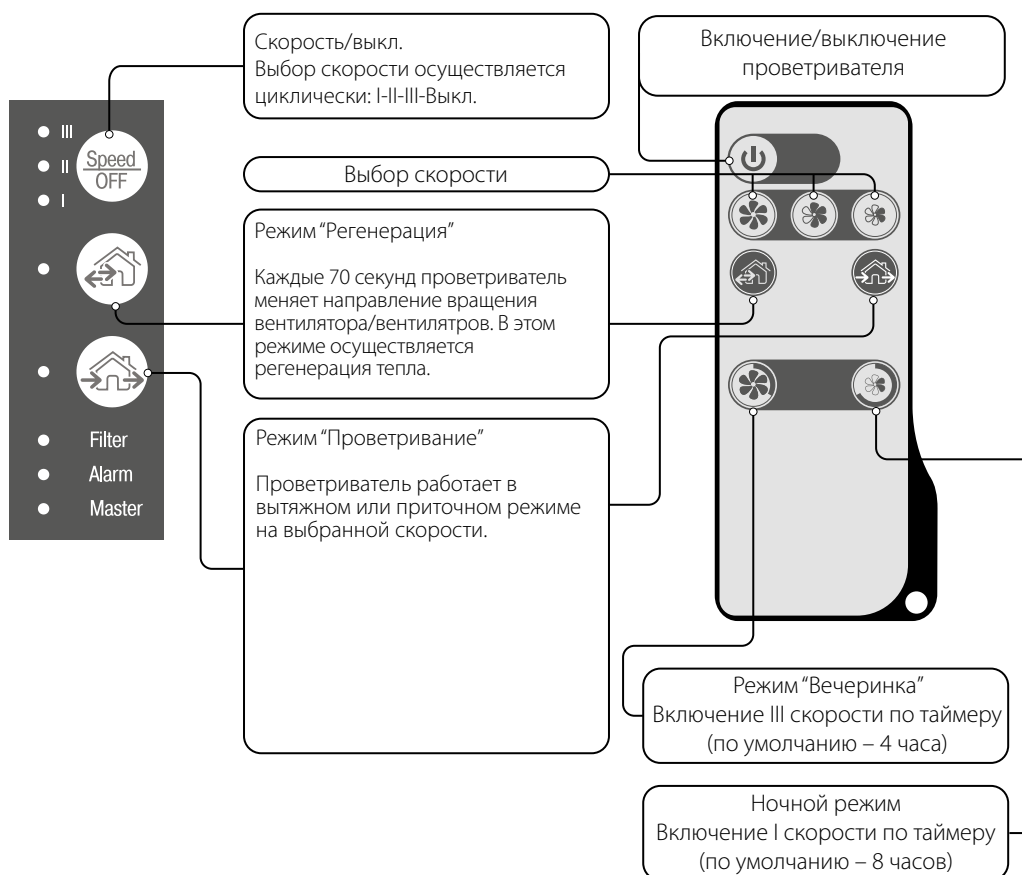 Скорость/выкл.
Выбор скорости осуществляется
циклически: I-II-III-Выкл.
Включение/выключение
проветривателя
III
II
I
Speed
OFF
Выбор скорости
Режим "Регенерация"
Каждые 70 секунд проветриватель
меняет направление вращения
вентилятора/вентилятров. В этом
режиме осуществляется
регенерация тепла.
Режим "Проветривание"
Проветриватель работает в
вытяжном или приточном режиме
на выбранной скорости.
Filter
Alarm
Master
Режим "Вечеринка"
Включение III скорости по таймеру
(по умолчанию – 4 часа)
Ночной режим
Включение I скорости по таймеру
(по умолчанию – 8 часов)